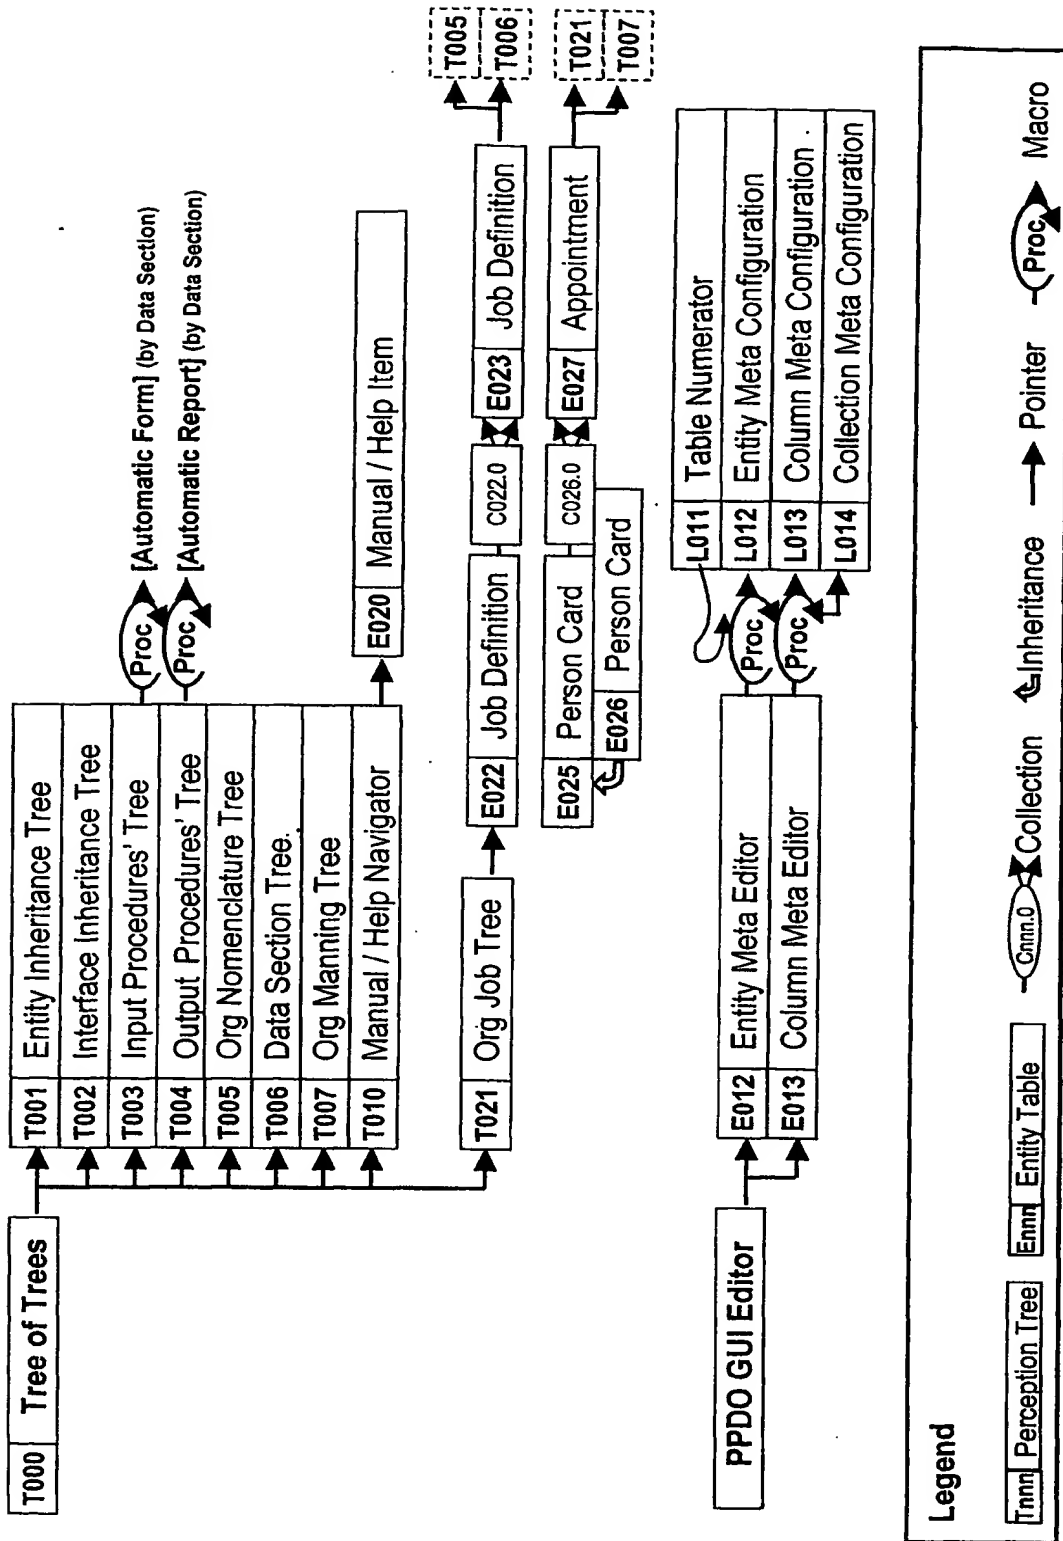 T000 Tree of Trees
T001 Entity Inheritance Tree
T002 Interface Inheritance Tree
T003 Input Procedures' Tree
Proc [Automatic Form] (by Data Section)
T004 Output Procedures' Tree
Proc [Automatic Report] (by Data Section)
T005 Org Nomenclature Tree
T006 Data Section Tree.
T007 Org Manning Tree
T010 Manual / Help Navigator
E020 Manual / Help Item
T021 Org Job Tree
E022 Job Definition
C022.0
E023 Job Definition
T005
T006
E025 Person Card
C026.0
E027 Appointment
T021
T007
E026 Person Card
PPDO GUI Editor
E012 Entity Meta Editor
E013 Column Meta Editor
Proc
Proc
L011 Table Numerator
L012 Entity Meta Configuration
L013 Column Meta Configuration
L014 Collection Meta Configuration
Legend
Tnnn Perception Tree
Ennn Entity Table
Cnnn.0 Collection
Inheritance
Pointer
Proc Macro